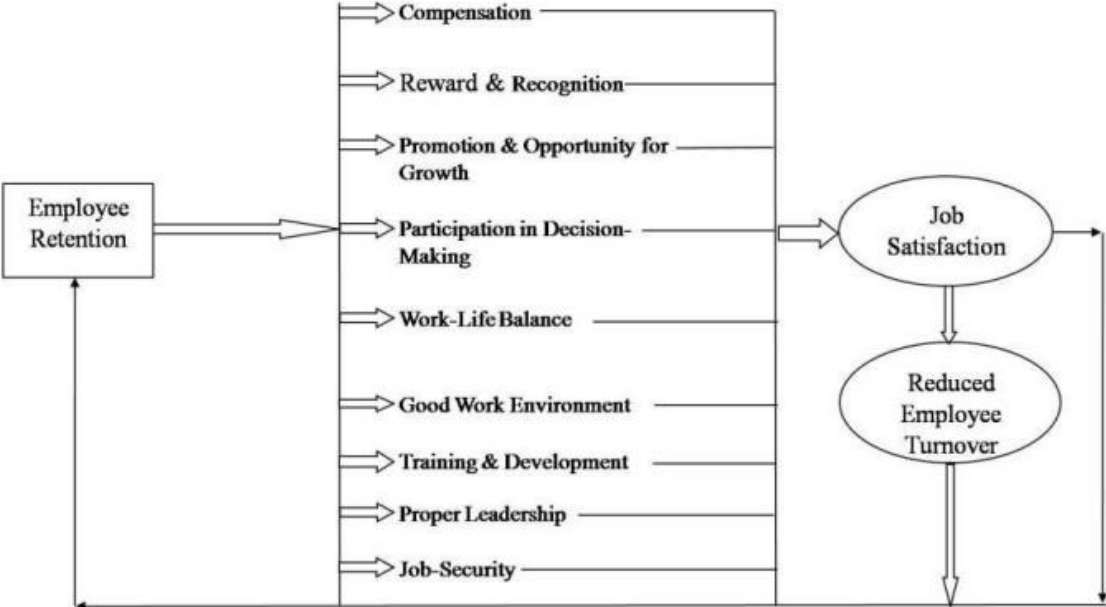 Compensation
Reward & Recognition
Promotion & Opportunity for
Growth
Employee
Retention
Participation in Decision-
Making
Job
Satisfaction
Work-Life Balance
Reduced
Employee
Turnover
Good Work Environment
Training & Development
Proper Leadership
Job-Security